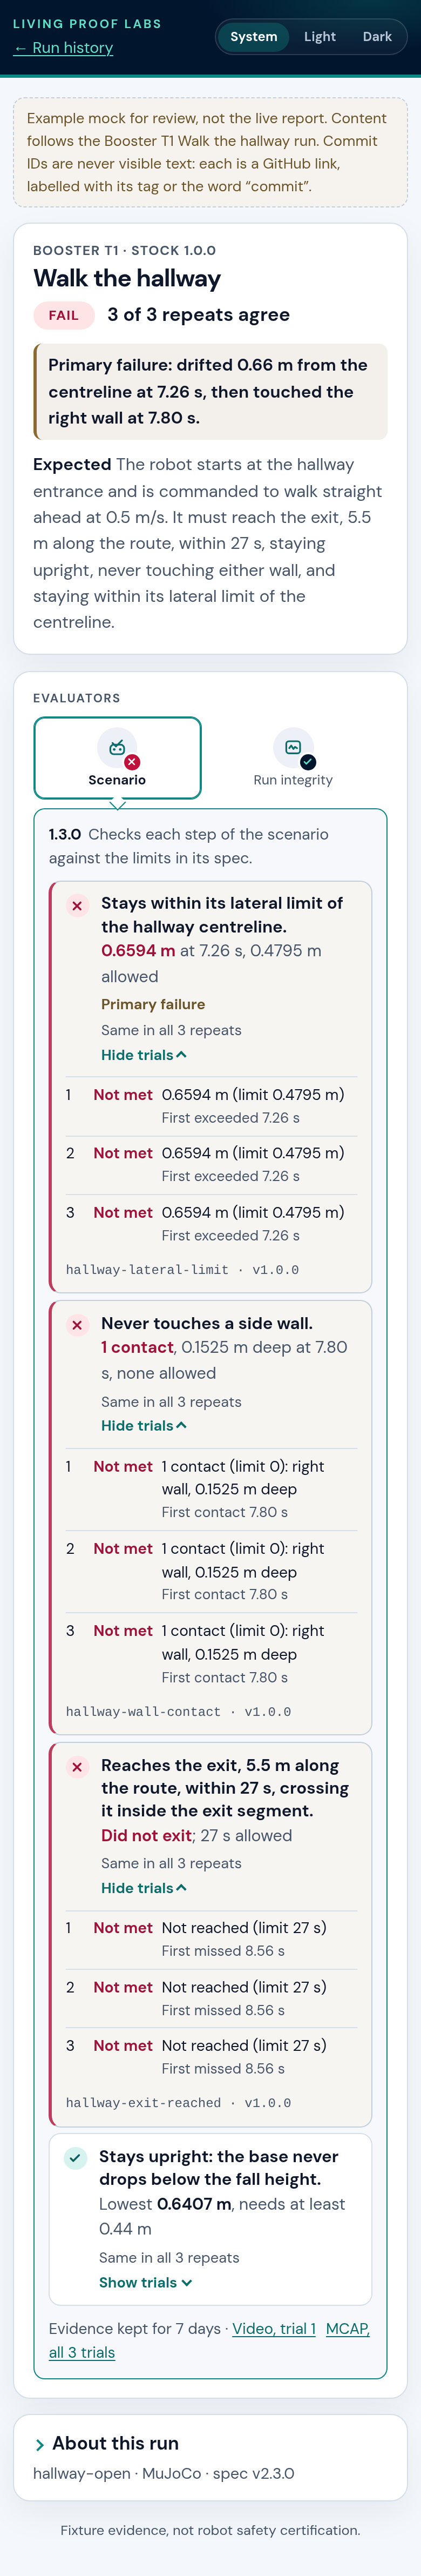 LIVING PROOF LABS
← Run history
System Light Dark
Example mock for review, not the live report. Content
follows the Booster T1 Walk the hallway run. Commit
IDs are never visible text: each is a GitHub link,
labelled with its tag or the word “commit”.
BOOSTER T1 · STOCK 1.0.0
Walk the hallway
FAIL 3 of 3 repeats agree
Primary failure: drifted 0.66 m from the
centreline at 7.26 s, then touched the
right wall at 7.80 s.
Expected The robot starts at the hallway
entrance and is commanded to walk straight
ahead at 0.5 m/s. It must reach the exit, 5.5
m along the route, within 27 s, staying
upright, never touching either wall, and
staying within its lateral limit of the
centreline.
EVALUATORS
Scenario
Run integrity
1.3.0 Checks each step of the scenario
against the limits in its spec.
Stays within its lateral limit of
the hallway centreline.
0.6594 m at 7.26 s, 0.4795 m
allowed
Primary failure
Same in all 3 repeats
Hide trials
1 Not met 0.6594 m (limit 0.4795 m)
First exceeded 7.26 s
2 Not met 0.6594 m (limit 0.4795 m)
First exceeded 7.26 s
3 Not met 0.6594 m (limit 0.4795 m)
First exceeded 7.26 s
hallway-lateral-limit · v1.0.0
Never touches a side wall.
1 contact, 0.1525 m deep at 7.80
s, none allowed
Same in all 3 repeats
Hide trials
1 Not met 1 contact (limit 0): right
wall, 0.1525 m deep
First contact 7.80 s
2 Not met 1 contact (limit 0): right
wall, 0.1525 m deep
First contact 7.80 s
3 Not met 1 contact (limit 0): right
wall, 0.1525 m deep
First contact 7.80 s
hallway-wall-contact · v1.0.0
Reaches the exit, 5.5 m along
the route, within 27 s, crossing
it inside the exit segment.
Did not exit; 27 s allowed
Same in all 3 repeats
Hide trials
1 Not met Not reached (limit 27 s)
First missed 8.56 s
2 Not met Not reached (limit 27 s)
First missed 8.56 s
3 Not met Not reached (limit 27 s)
First missed 8.56 s
hallway-exit-reached · v1.0.0
Stays upright: the base never
drops below the fall height.
Lowest 0.6407 m, needs at least
0.44 m
Same in all 3 repeats
Show trials
Evidence kept for 7 days · Video, trial 1 MCAP,
all 3 trials
About this run
hallway-open · MuJoCo · spec v2.3.0
Fixture evidence, not robot safety certification.